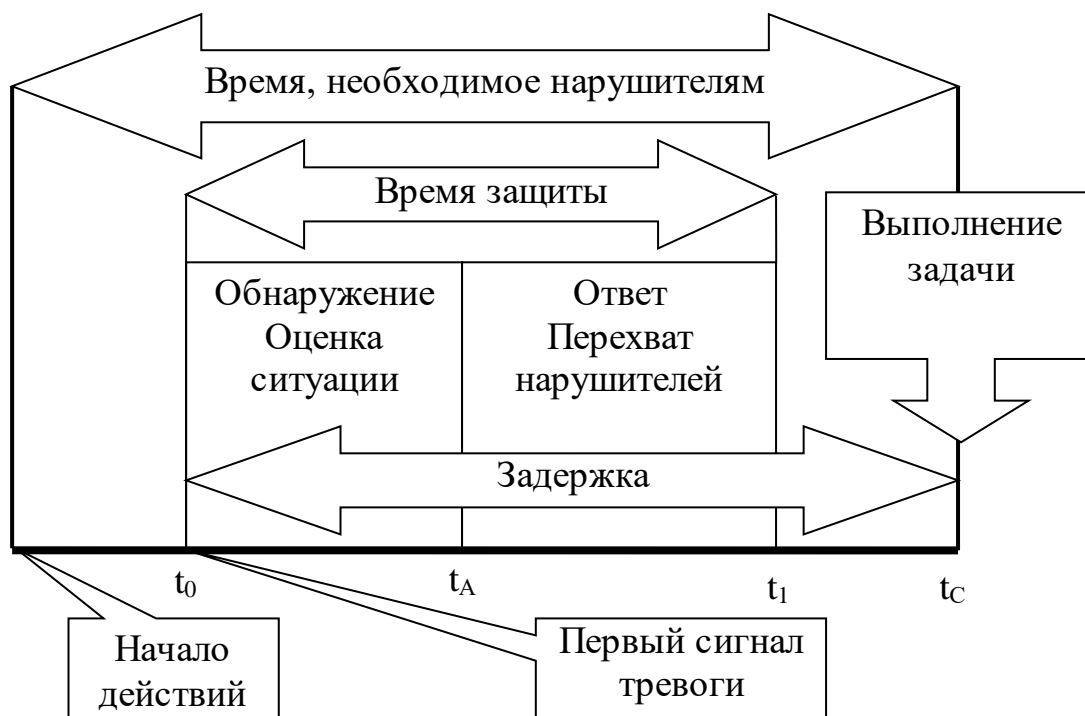 Время, необходимое нарушителям
Время защиты
Выполнение
задачи
Обнаружение
Оценка
ситуации
Ответ
Перехват
нарушителей
Задержка
t0
tA
t1
tC
Начало
действий
Первый сигнал
тревоги